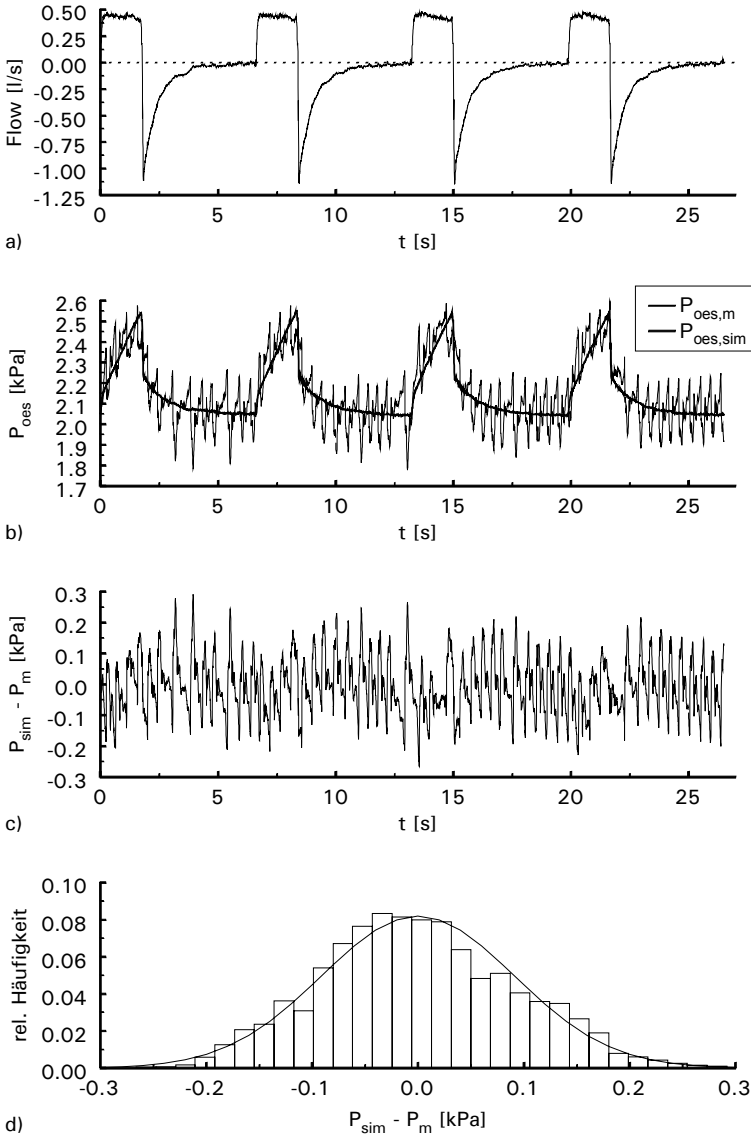 0.50
0.25
0.00
-0.25
-0.50
-0.75
-1.00
-1.25
Flow [l/s]
0 5 10 15 20 25
t [s]
a)
2.6
2.5
2.4
2.3
2.2
2.1
2.0
1.9
1.8
1.7
P_oes [kPa]
P_oes,m
P_oes,sim
0 5 10 15 20 25
t [s]
b)
0.3
0.2
0.1
0.0
-0.1
-0.2
-0.3
P_sim - P_m [kPa]
0 5 10 15 20 25
t [s]
c)
0.10
0.08
0.06
0.04
0.02
0.00
rel. Häufigkeit
-0.3 -0.2 -0.1 0.0 0.1 0.2 0.3
P_sim - P_m [kPa]
d)